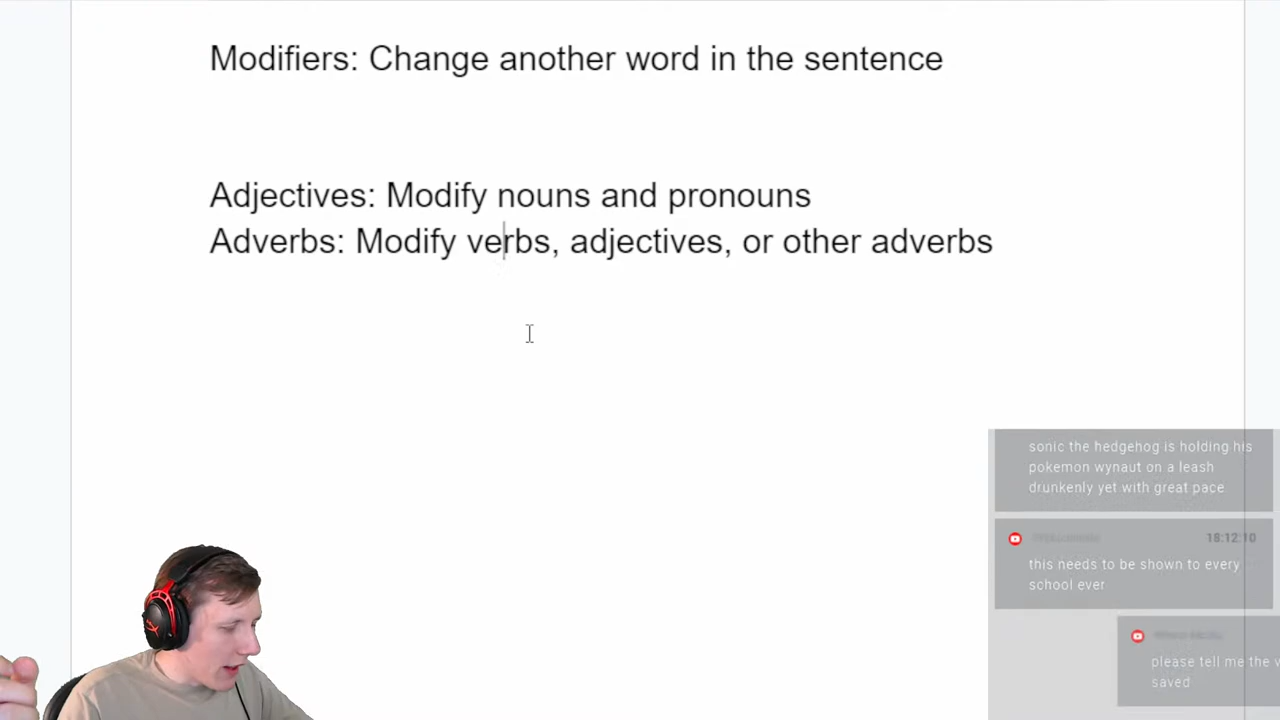 Modifiers: Change another word in the sentence
Adjectives: Modify nouns and pronouns
Adverbs: Modify verbs, adjectives, or other adverbs
sonic the hedgehog is holding his
pokemon wynaut on a leash
drunkenly yet with great pace
18:12:10
this needs to be shown to every
school ever
please tell me the
saved